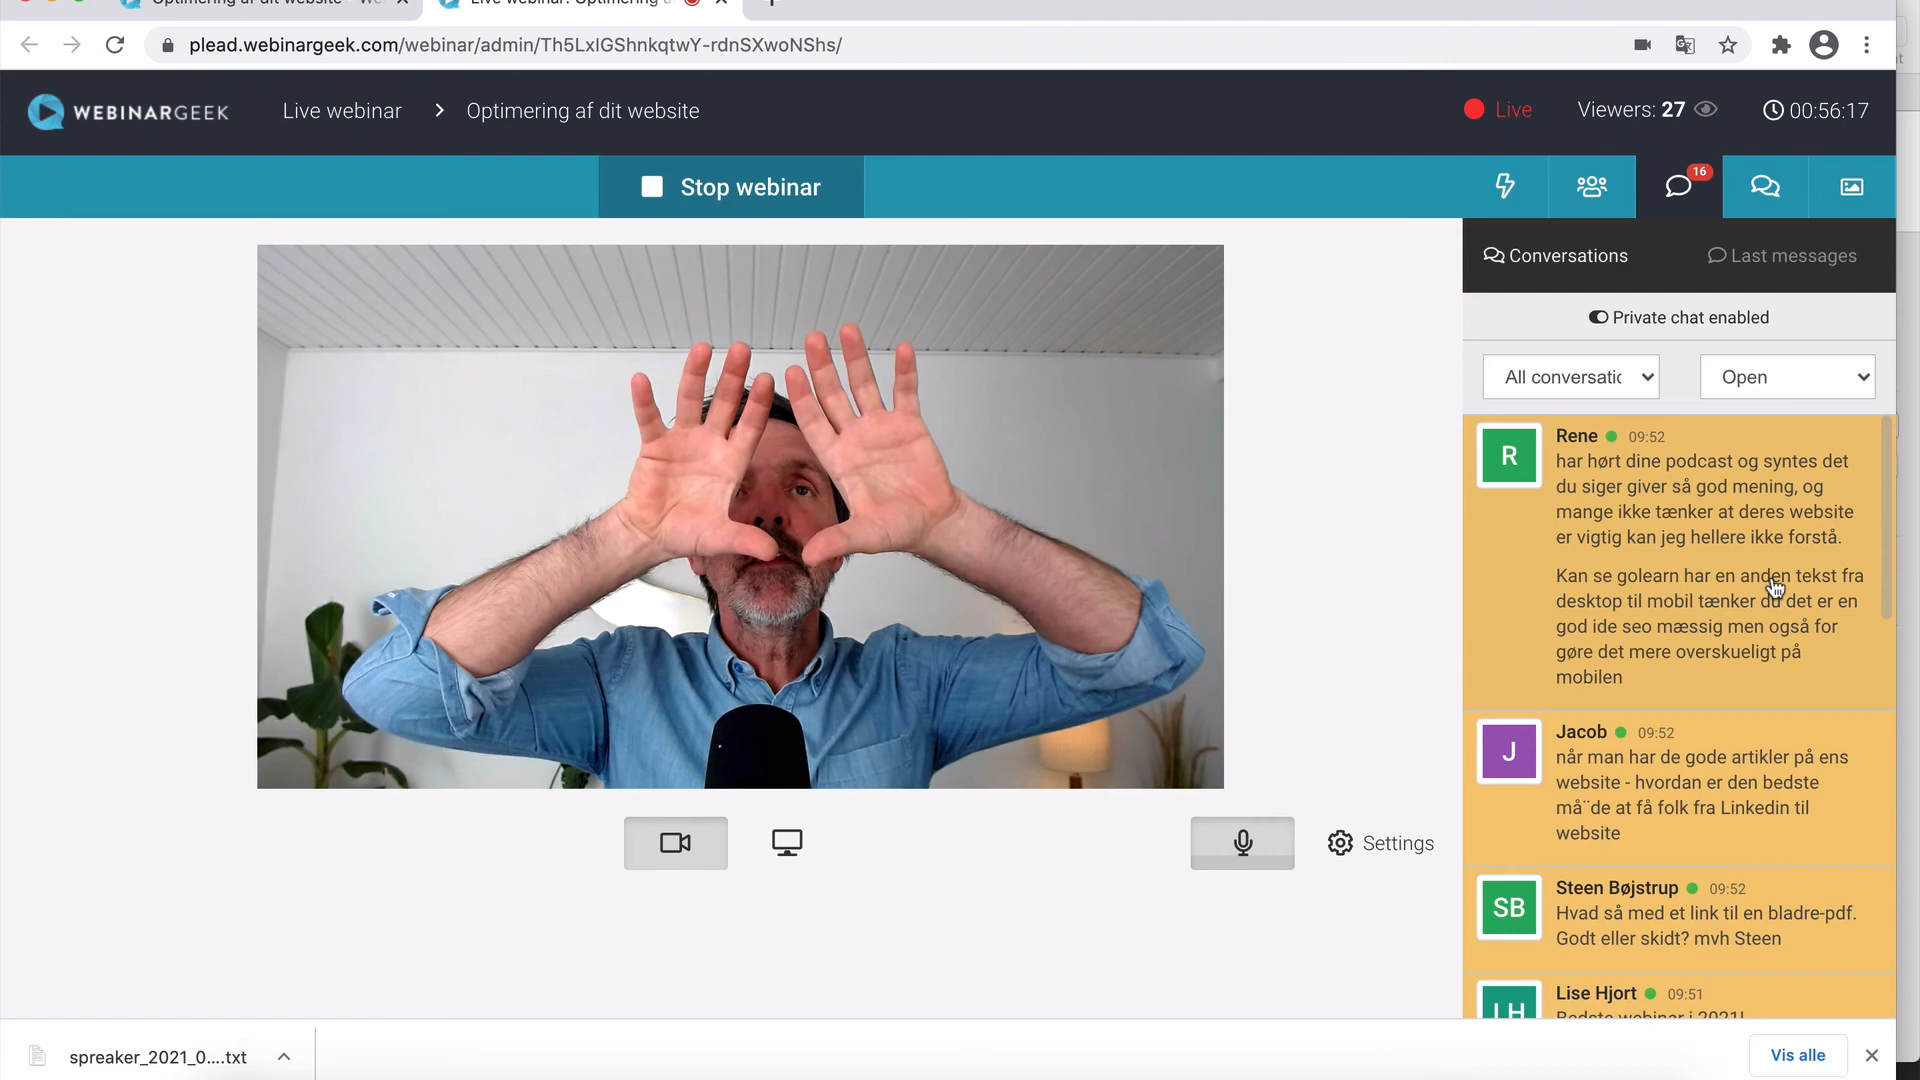 plead.webinargeek.com/webinar/admin/Th5LxIGShnkqtwY-rdnSXwoNShs/
WEBINARGEEK
Live webinar > Optimering af dit website
Live
Viewers: 27
00:56:17
Stop webinar
16
Conversations
Last messages
Private chat enabled
All conversatic
Open
R
Rene 09:52
har hørt dine podcast og syntes det
du siger giver så god mening, og
mange ikke tænker at deres website
er vigtig kan jeg hellere ikke forstå.
Kan se golearn har en anden tekst fra
desktop til mobil tænker du det er en
god ide seo mæssig men også for
gøre det mere overskueligt på
mobilen
J
Jacob 09:52
når man har de gode artikler på ens
website - hvordan er den bedste
må¨de at få folk fra Linkedin til
website
SB
Steen Bøjstrup 09:52
Hvad så med et link til en bladre-pdf.
Godt eller skidt? mvh Steen
LH
Lise Hjort 09:51
Bedste webinar i 2021!
Settings
spreaker_2021_0....txt
Vis alle